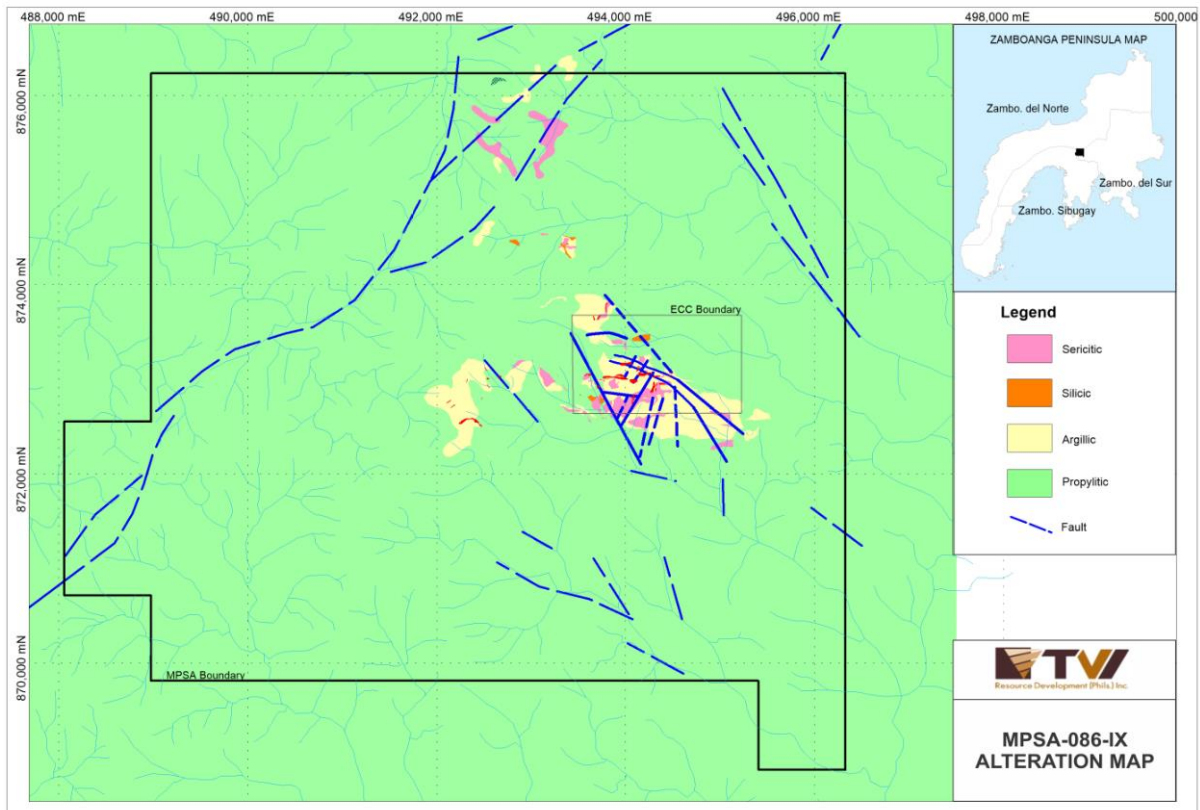 488,000 mE
490,000 mE
492,000 mE
494,000 mE
496,000 mE
498,000 mE
500,000
876,000 mN
874,000 mN
872,000 mN
870,000 mN
ECC Boundary
MPSA Boundary
ZAMBOANGA PENINSULA MAP
Zambo. del Norte
Zambo. del Sur
Zambo. Sibugay
Legend
Sericitic
Silicic
Argillic
Propylitic
Fault
TVI
Resource Development (Phils.) Inc.
MPSA-086-IX
ALTERATION MAP